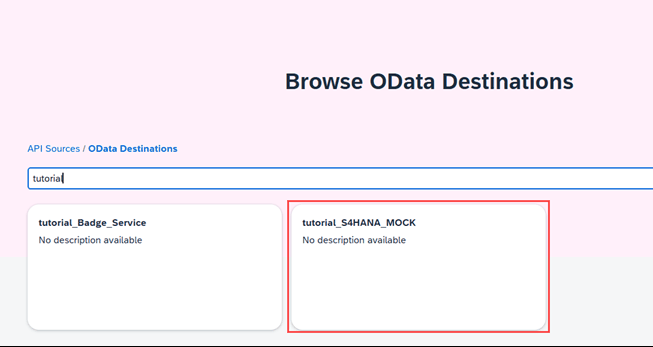 Browse OData Destinations
API Sources / OData Destinations
tutorial
tutorial_Badge_Service
No description available
tutorial_S4HANA_MOCK
No description available